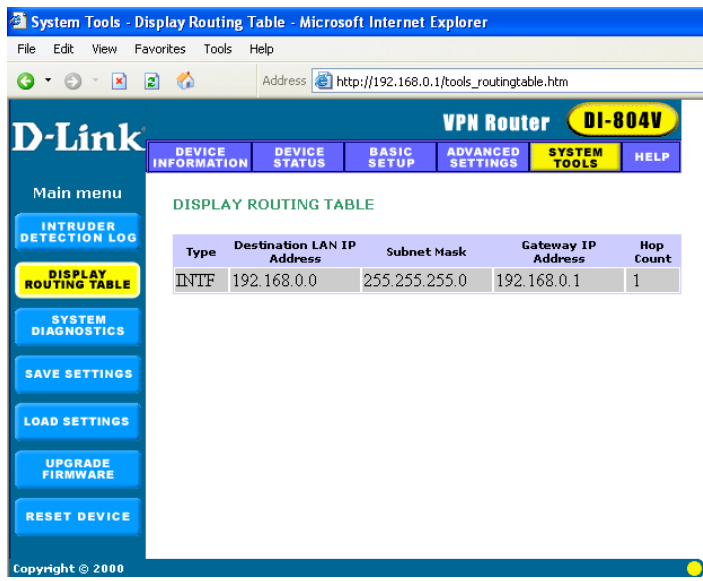 System Tools - Display Routing Table - Microsoft Internet Explorer
File Edit View Favorites Tools Help
Address http://192.168.0.1/tools_routingtable.htm
D-Link
VPN Router DI-804V
DEVICE INFORMATION
DEVICE STATUS
BASIC SETUP
ADVANCED SETTINGS
SYSTEM TOOLS
HELP
Main menu
INTRUDER
DETECTION LOG
DISPLAY
ROUTING TABLE
SYSTEM
DIAGNOSTICS
SAVE SETTINGS
LOAD SETTINGS
UPGRADE
FIRMWARE
RESET DEVICE
DISPLAY ROUTING TABLE
Type Destination LAN IP Address Subnet Mask Gateway IP Address Hop Count
INTF 192.168.0.0 255.255.255.0 192.168.0.1 1
Copyright © 2000